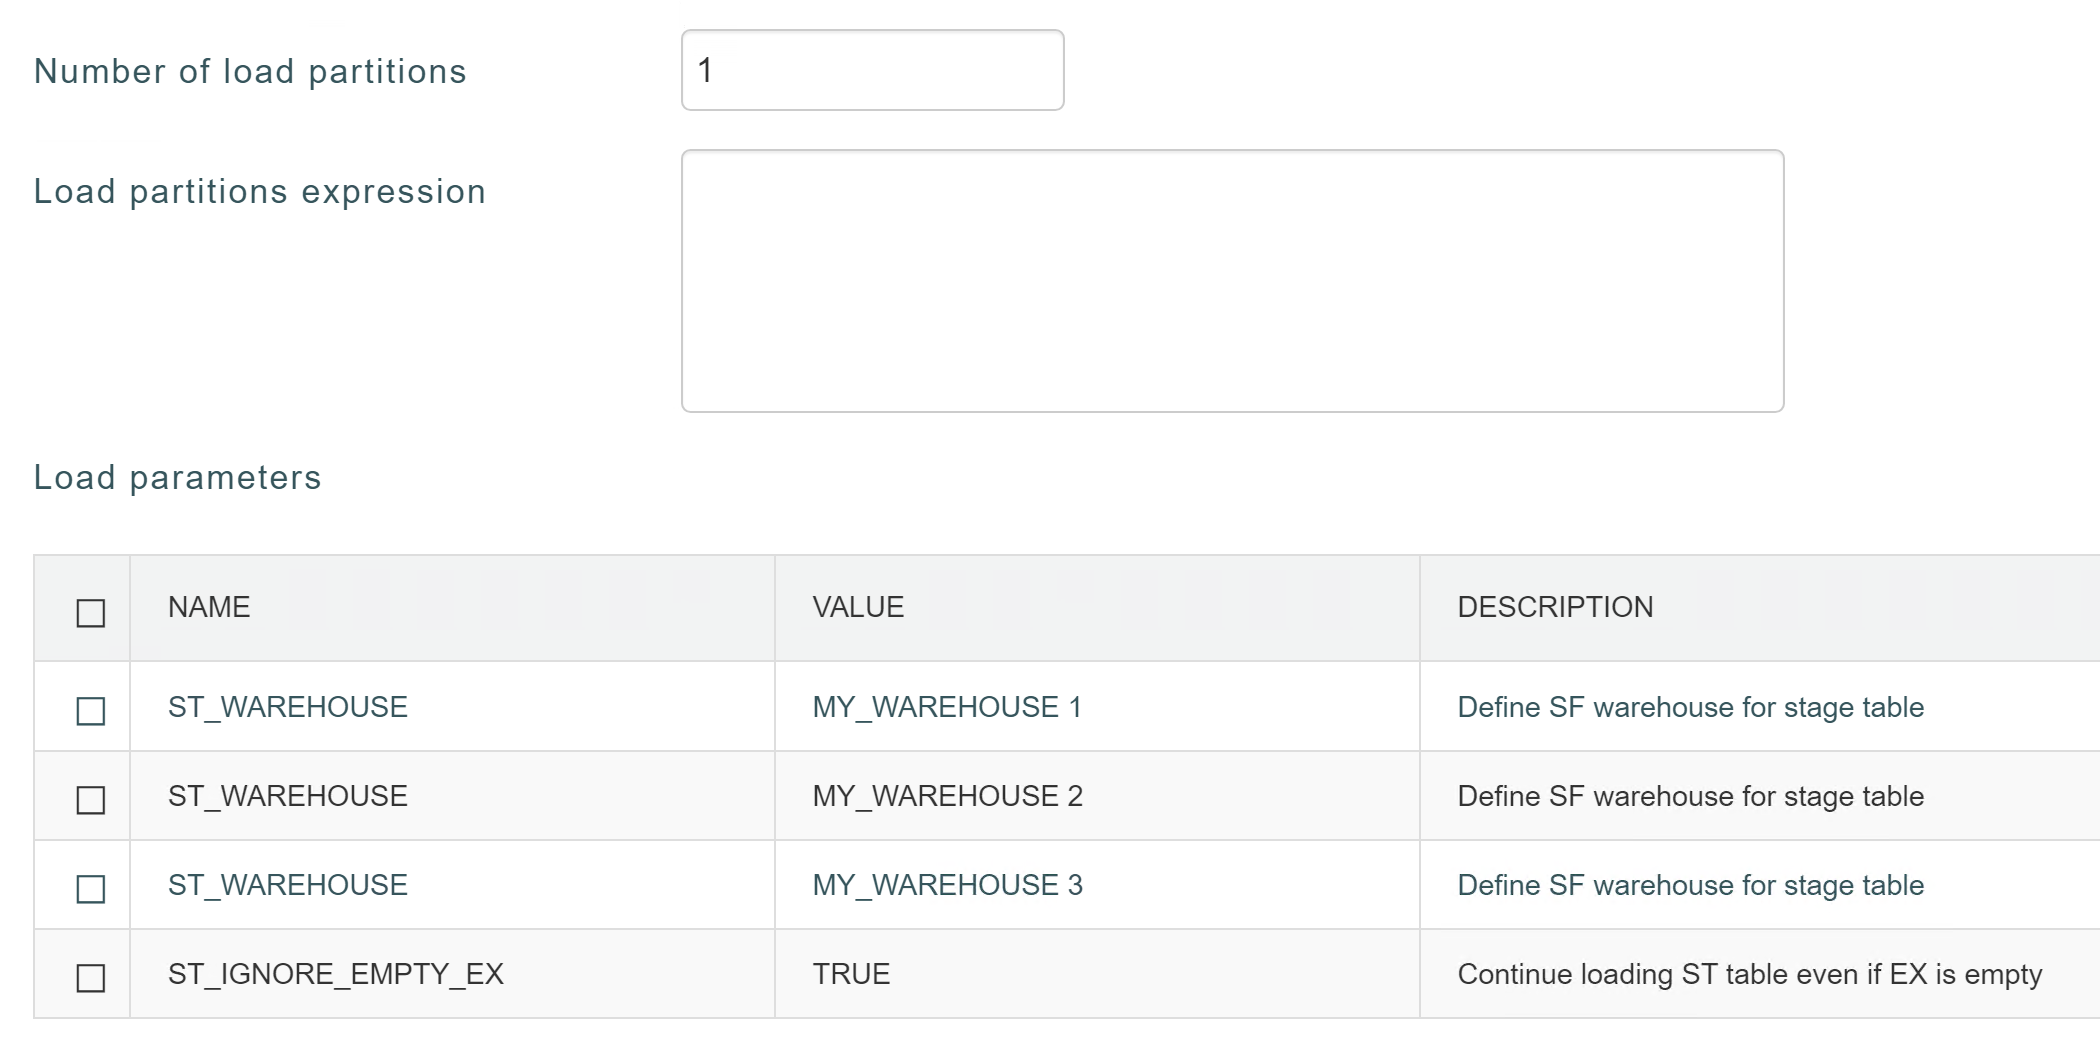 Number of load partitions 1
Load partitions expression
Load parameters
NAME VALUE DESCRIPTION
ST_WAREHOUSE MY_WAREHOUSE 1 Define SF warehouse for stage table
ST_WAREHOUSE MY_WAREHOUSE 2 Define SF warehouse for stage table
ST_WAREHOUSE MY_WAREHOUSE 3 Define SF warehouse for stage table
ST_IGNORE_EMPTY_EX TRUE Continue loading ST table even if EX is empty